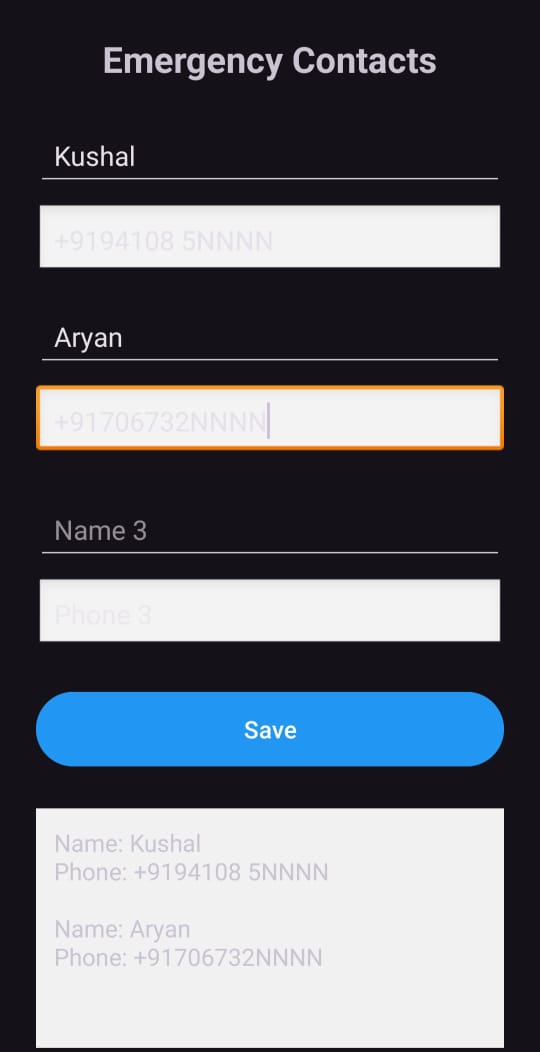 Emergency Contacts
Kushal
+9194108 5NNNN
Aryan
+91706732NNNN
Name 3
Phone 3
Save
Name: Kushal
Phone: +9194108 5NNNN
Name: Aryan
Phone: +91706732NNNN